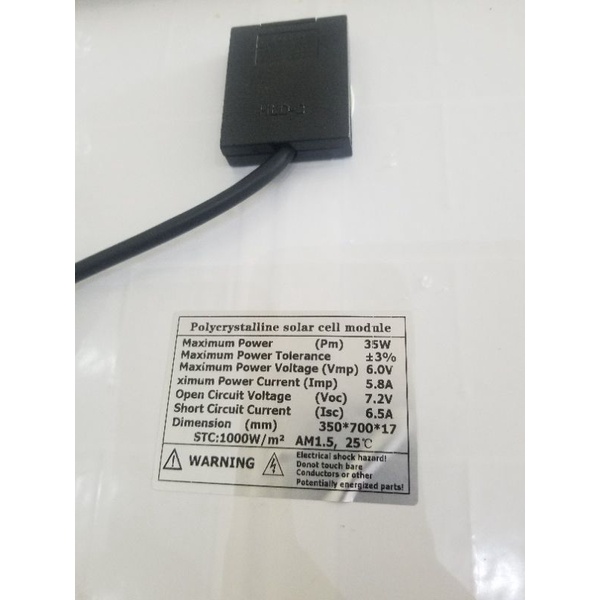 Polycrystalline solar cell module
Maximum Power (Pm) 35W
Maximum Power Tolerance ±3%
Maximum Power Voltage (Vmp) 6.0V
ximum Power Current (Imp) 5.8A
Open Circuit Voltage (Voc) 7.2V
Short Circuit Current (Isc) 6.5A
Dimension (mm) 350*700*17
STC:1000W/m² AM1.5, 25℃
WARNING
Electrical shock hazard!
Donot touch bare
Conductors or other
Potentially energized parts!